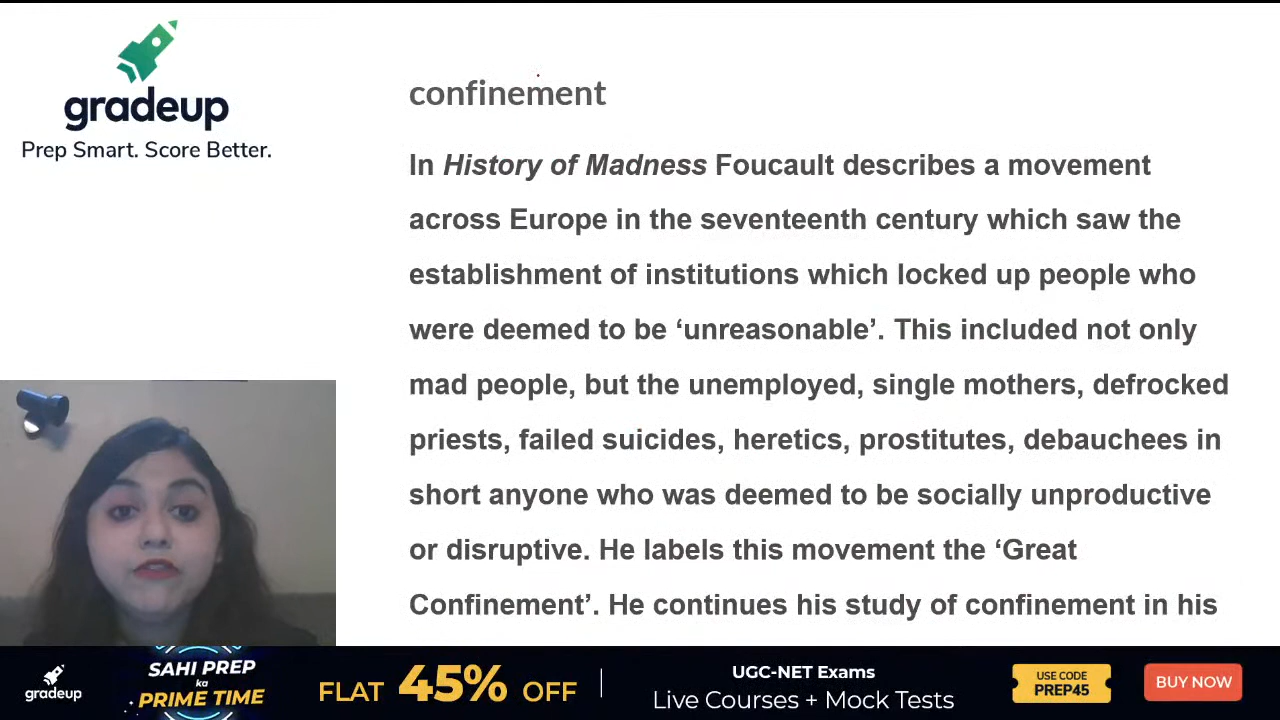 gradeup
Prep Smart. Score Better.
confinement
In History of Madness Foucault describes a movement
across Europe in the seventeenth century which saw the
establishment of institutions which locked up people who
were deemed to be ‘unreasonable’. This included not only
mad people, but the unemployed, single mothers, defrocked
priests, failed suicides, heretics, prostitutes, debauchees in
short anyone who was deemed to be socially unproductive
or disruptive. He labels this movement the ‘Great
Confinement’. He continues his study of confinement in his
gradeup
SAHI PREP
ka
PRIME TIME
FLAT 45% OFF
UGC-NET Exams
Live Courses + Mock Tests
USE CODE
PREP45
BUY NOW